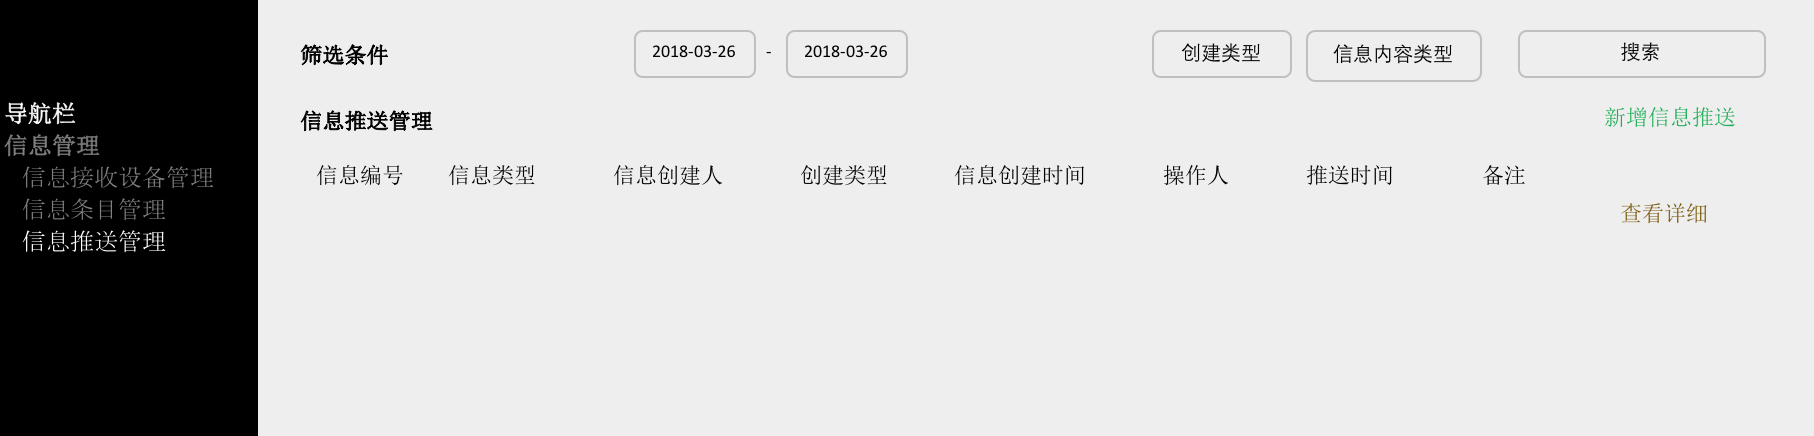 导航栏
信息管理
信息接收设备管理
信息条目管理
信息推送管理
筛选条件 2018-03-26 - 2018-03-26 创建类型 信息内容类型 搜索
信息推送管理 新增信息推送
信息编号 信息类型 信息创建人 创建类型 信息创建时间 操作人 推送时间 备注
查看详细